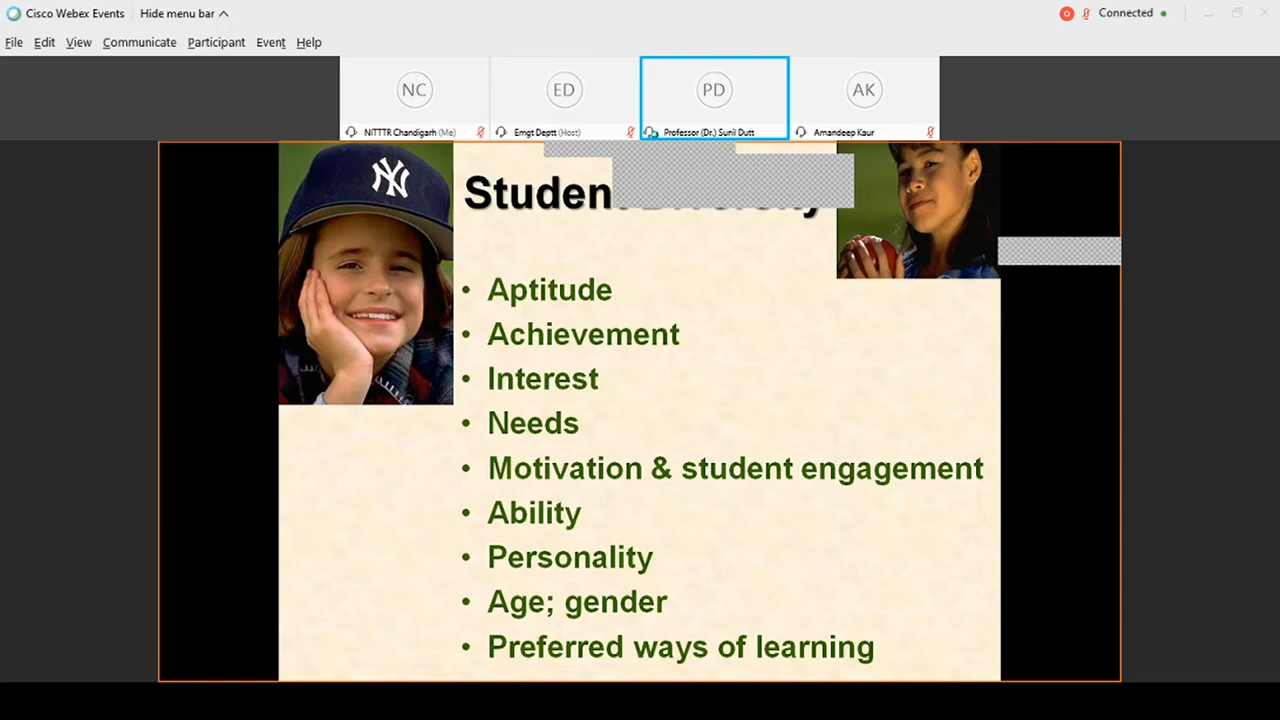 Cisco Webex Events Hide menu bar Connected
File Edit View Communicate Participant Event Help
NC ED PD AK
NITTTR Chandigarh (Me) Emgt Deptt (Host) Professor (Dr.) Sunil Dutt Amandeep Kaur
NY
Student Diversity
• Aptitude
• Achievement
• Interest
• Needs
• Motivation & student engagement
• Ability
• Personality
• Age; gender
• Preferred ways of learning